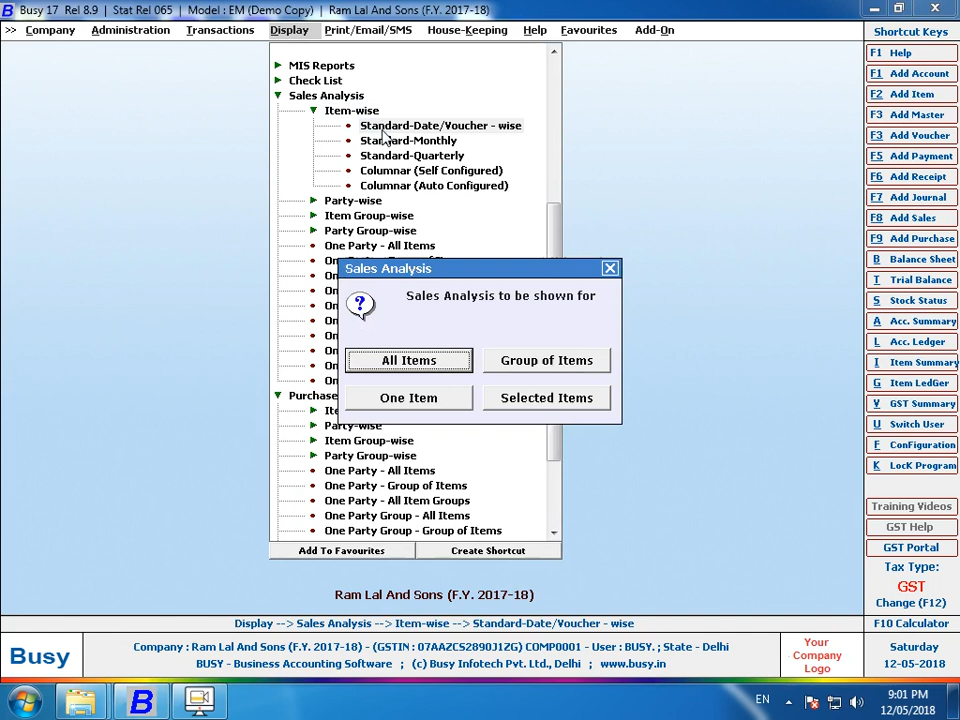 Busy 17 Rel 8.9 | Stat Rel 065 | Model : EM (Demo Copy) | Ram Lal And Sons (F.Y. 2017-18)
>> Company Administration Transactions Display Print/Email/SMS House-Keeping Help Favourites Add-On
Shortcut Keys
F1 Help
F1 Add Account
F2 Add Item
F3 Add Master
F3 Add Voucher
F5 Add Payment
F6 Add Receipt
F7 Add Journal
F8 Add Sales
F9 Add Purchase
B Balance Sheet
T Trial Balance
S Stock Status
A Acc. Summary
L Acc. Ledger
I Item Summary
G Item LedGer
Y GST Summary
U Switch User
F ConFiguration
K LocK Program
Training Videos
GST Help
GST Portal
Tax Type:
GST
Change (F12)
F10 Calculator
MIS Reports
Check List
Sales Analysis
Item-wise
Standard-Date/Voucher - wise
Standard-Monthly
Standard-Quarterly
Columnar (Self Configured)
Columnar (Auto Configured)
Party-wise
Item Group-wise
Party Group-wise
One Party - All Items
Sales Analysis
Sales Analysis to be shown for
All Items
Group of Items
One Item
Selected Items
Purchase
Party-wise
Item Group-wise
Party Group-wise
One Party - All Items
One Party - Group of Items
One Party - All Item Groups
One Party Group - All Items
One Party Group - Group of Items
Add To Favourites
Create Shortcut
Ram Lal And Sons (F.Y. 2017-18)
Display --> Sales Analysis --> Item-wise --> Standard-Date/Voucher - wise
Busy
Company : Ram Lal And Sons (F.Y. 2017-18) - (GSTIN : 07AAZCS2890J1ZG) COMP0001 - User : BUSY. ; State - Delhi
BUSY - Business Accounting Software ; (c) Busy Infotech Pvt. Ltd., Delhi ; www.busy.in
Your
Company
Logo
Saturday
12-05-2018
EN
9:01 PM
12/05/2018